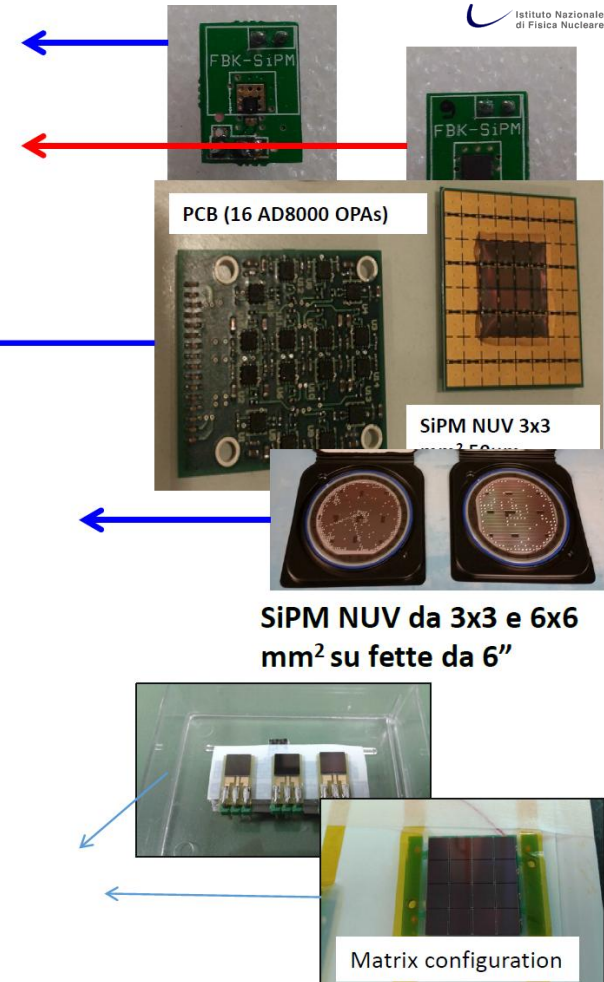 Istituto Nazionale
di Fisica Nucleare
FBK-SiPM
9
FBK-SiPM
PCB (16 AD8000 OPAs)
SiPM NUV 3x3
SiPM NUV da 3x3 e 6x6
mm² su fette da 6”
Matrix configuration